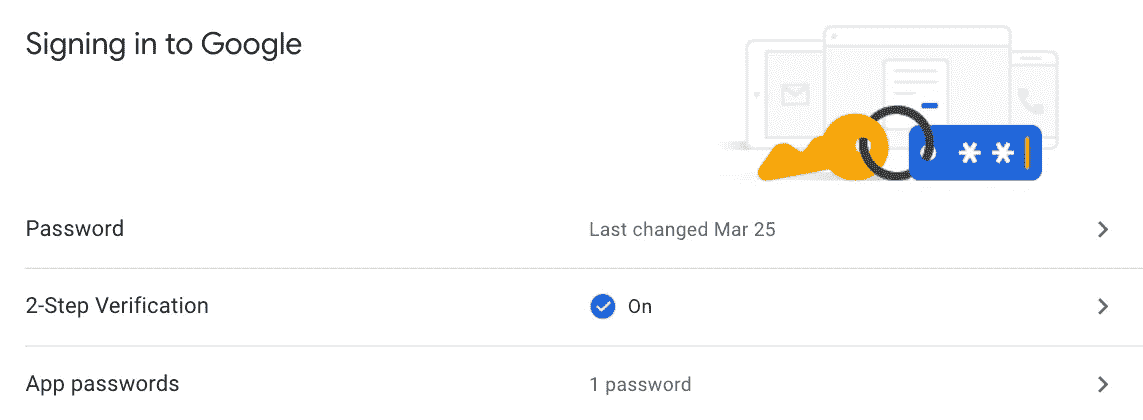 Signing in to Google
Password
Last changed Mar 25
2-Step Verification
On
App passwords
1 password